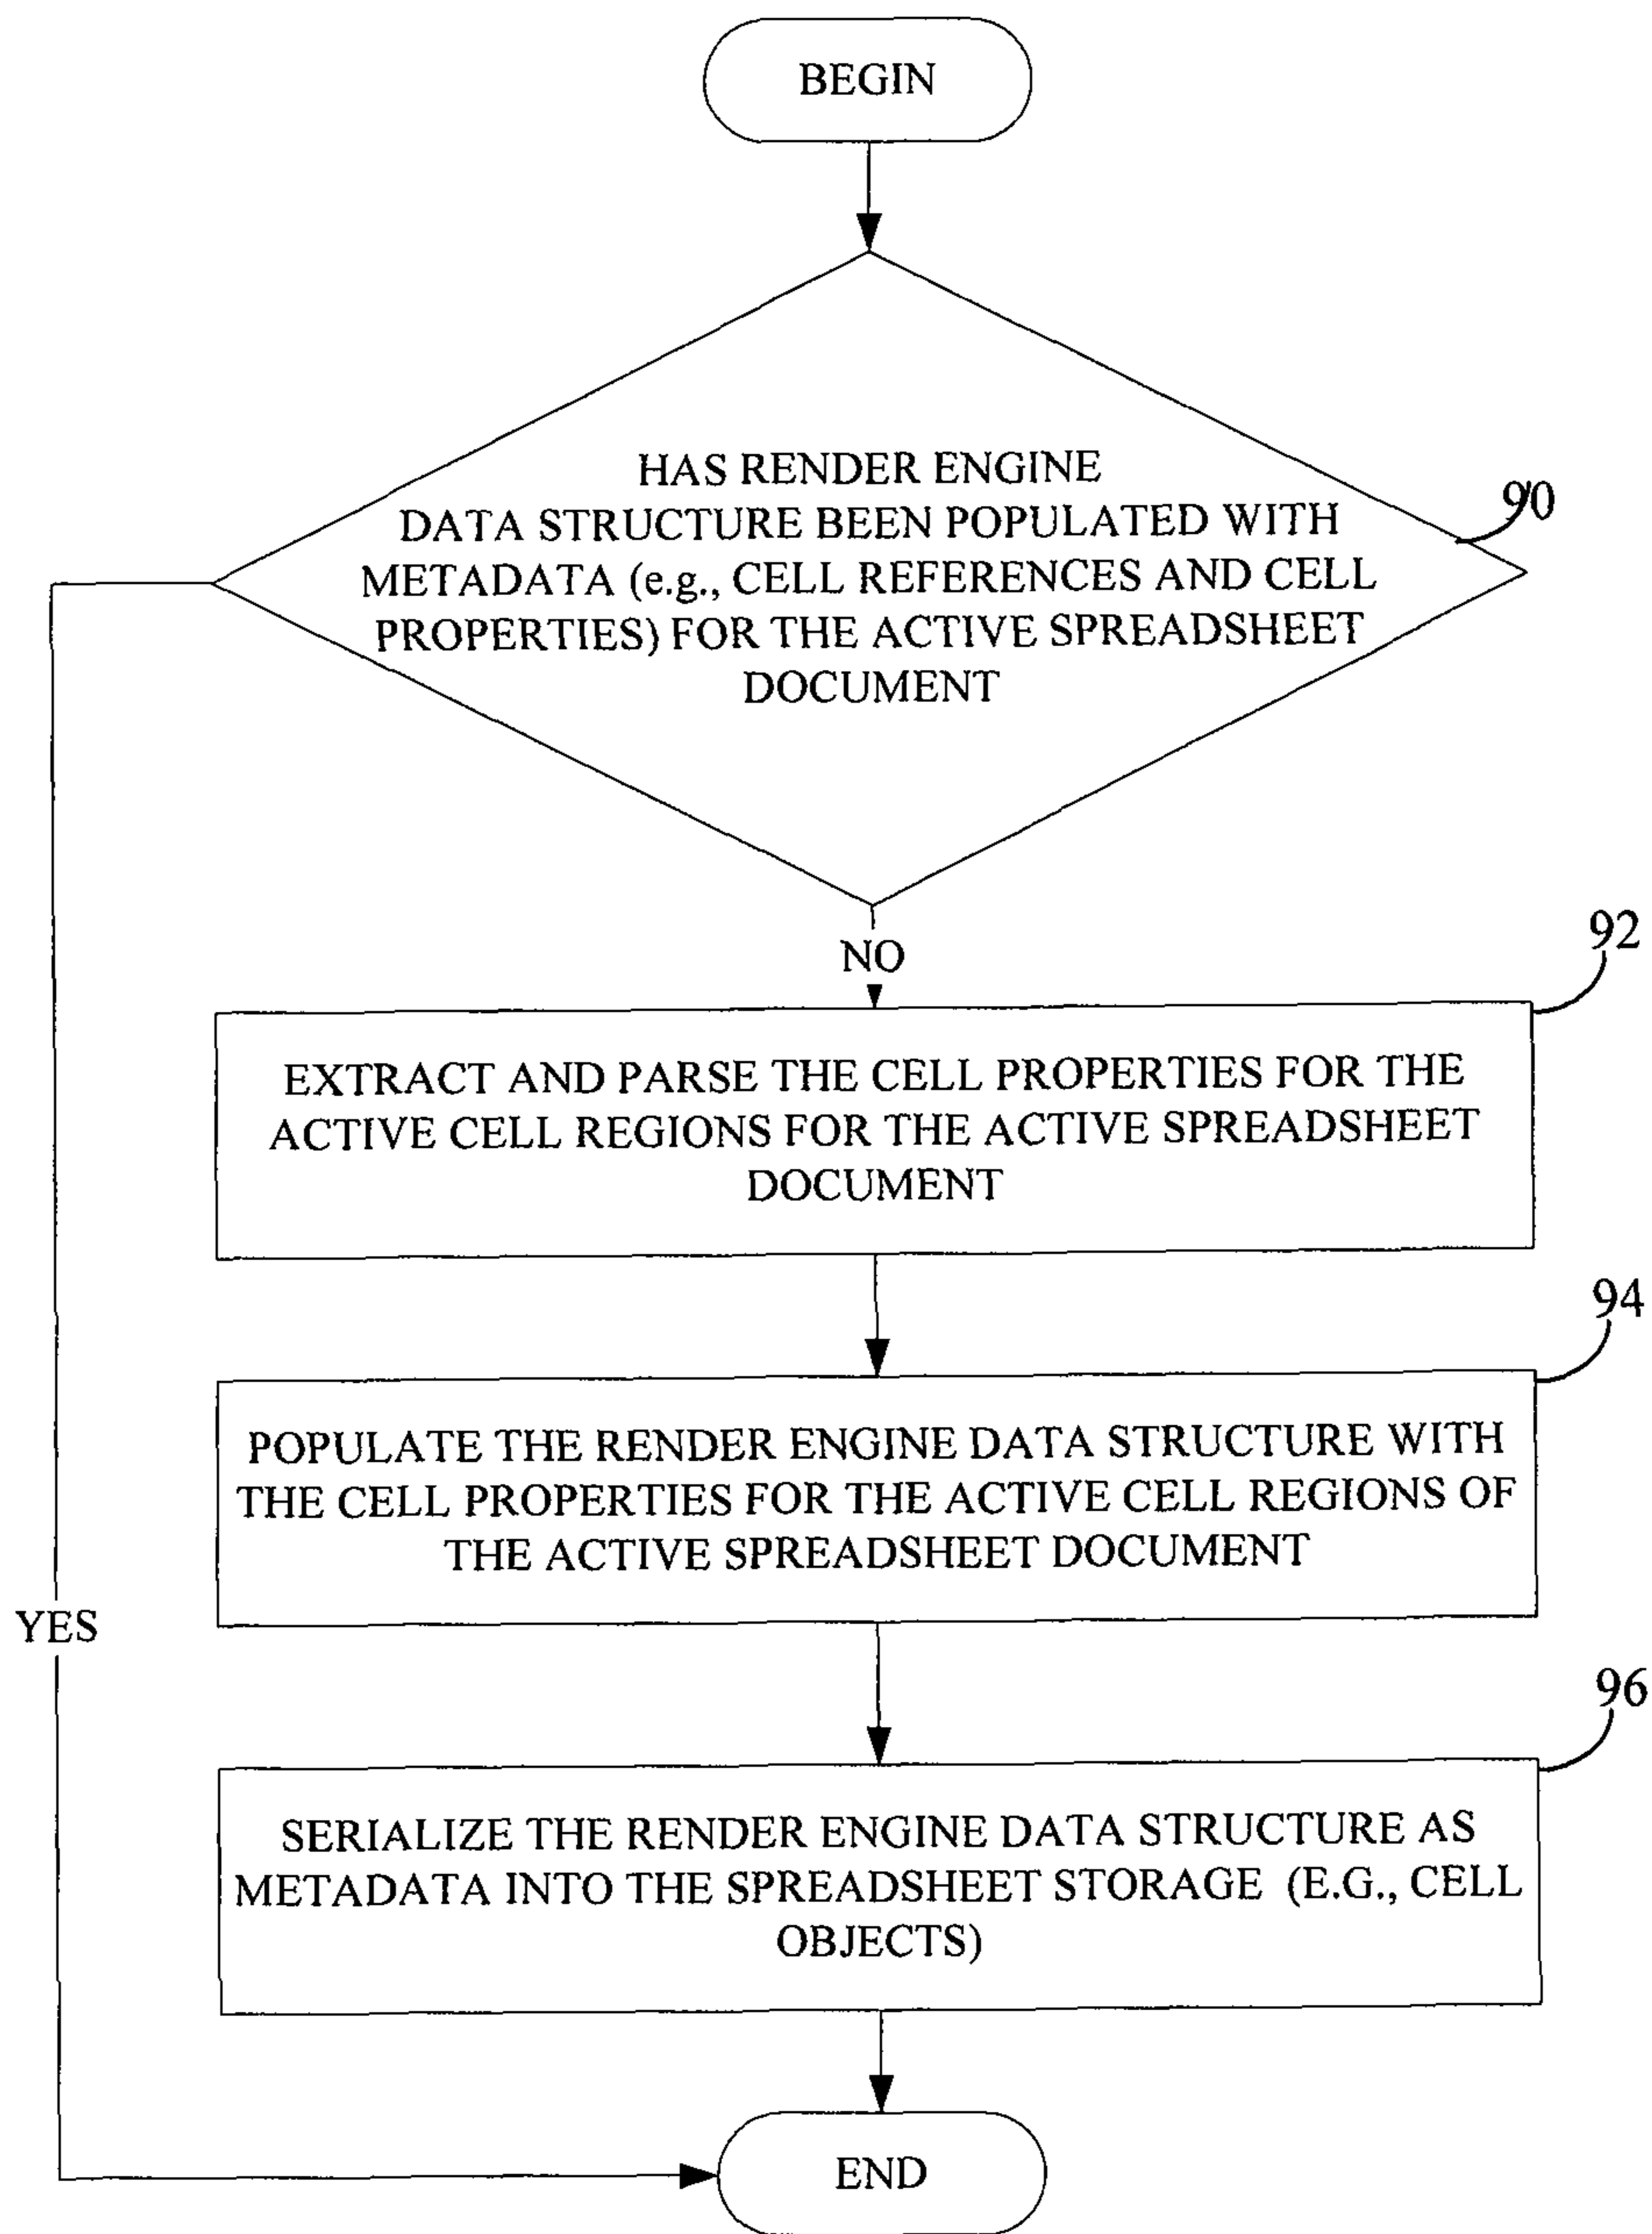 BEGIN
HAS RENDER ENGINE
DATA STRUCTURE BEEN POPULATED WITH
METADATA (e.g., CELL REFERENCES AND CELL
PROPERTIES) FOR THE ACTIVE SPREADSHEET
DOCUMENT
90
NO
92
EXTRACT AND PARSE THE CELL PROPERTIES FOR THE
ACTIVE CELL REGIONS FOR THE ACTIVE SPREADSHEET
DOCUMENT
94
POPULATE THE RENDER ENGINE DATA STRUCTURE WITH
THE CELL PROPERTIES FOR THE ACTIVE CELL REGIONS OF
THE ACTIVE SPREADSHEET DOCUMENT
YES
96
SERIALIZE THE RENDER ENGINE DATA STRUCTURE AS
METADATA INTO THE SPREADSHEET STORAGE (E.G., CELL
OBJECTS)
END